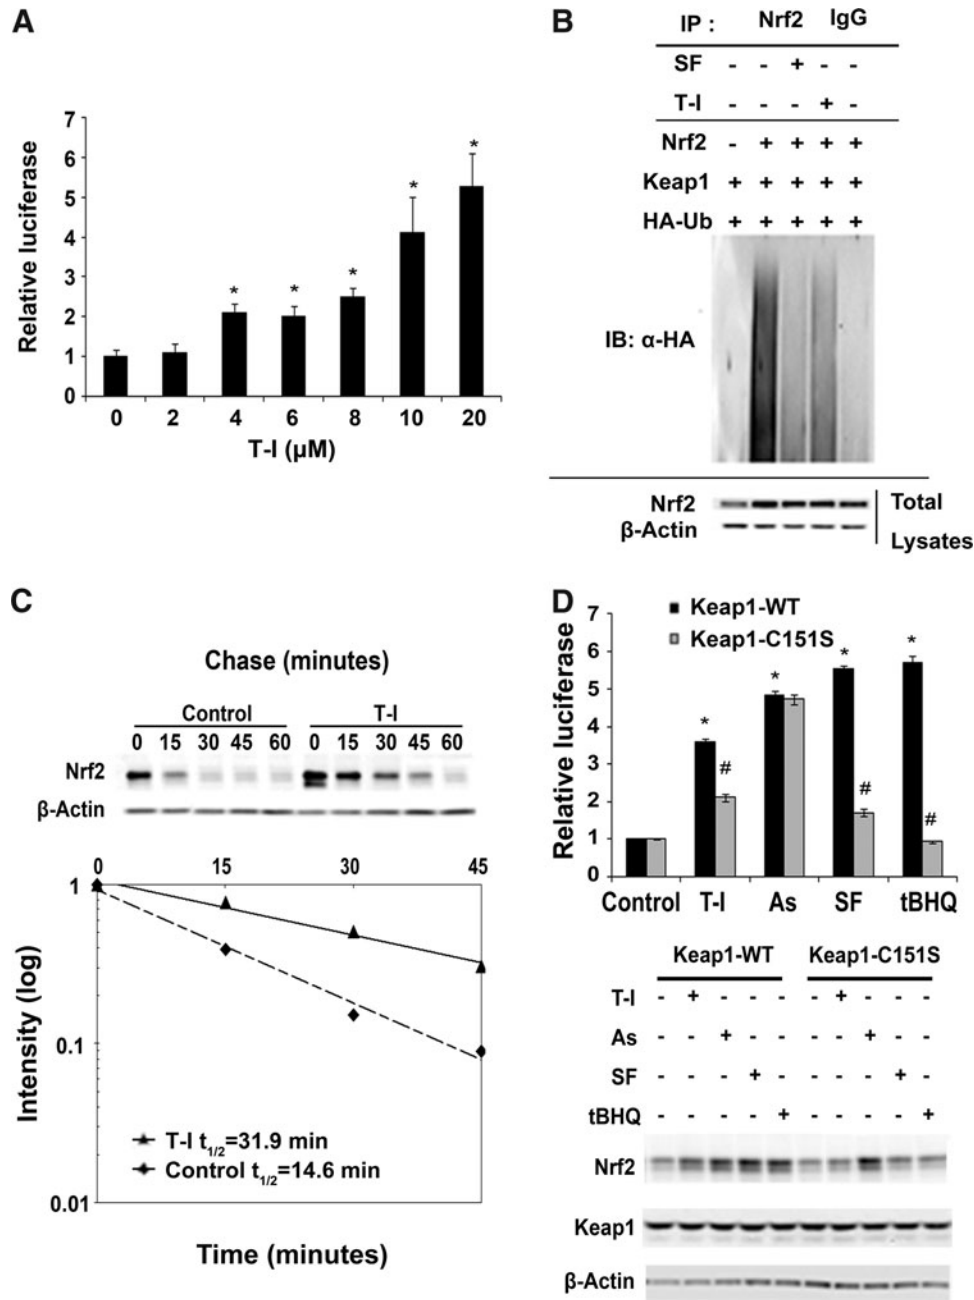 A
Relative luciferase
7
6
5
4
3
2
1
0
* * * * *
0 2 4 6 8 10 20
T-I (µM)
B
IP : Nrf2 IgG
SF - - + - -
T-I - - - + -
Nrf2 - + + + +
Keap1 + + + + +
HA-Ub + + + + +
IB: α-HA
Nrf2
β-Actin
Total
Lysates
C
Chase (minutes)
Control T-I
0 15 30 45 60 0 15 30 45 60
Nrf2
β-Actin
0 15 30 45
1
0.1
0.01
Intensity (log)
T-I t1/2=31.9 min
Control t1/2=14.6 min
Time (minutes)
D
Relative luciferase
7
6
5
4
3
2
1
0
Keap1-WT
Keap1-C151S
* # * * # * #
Control T-I As SF tBHQ
Keap1-WT Keap1-C151S
T-I - + - - - - + - - -
As - - + - - - - + - -
SF - - - + - - - - + -
tBHQ - - - - + - - - - +
Nrf2
Keap1
β-Actin